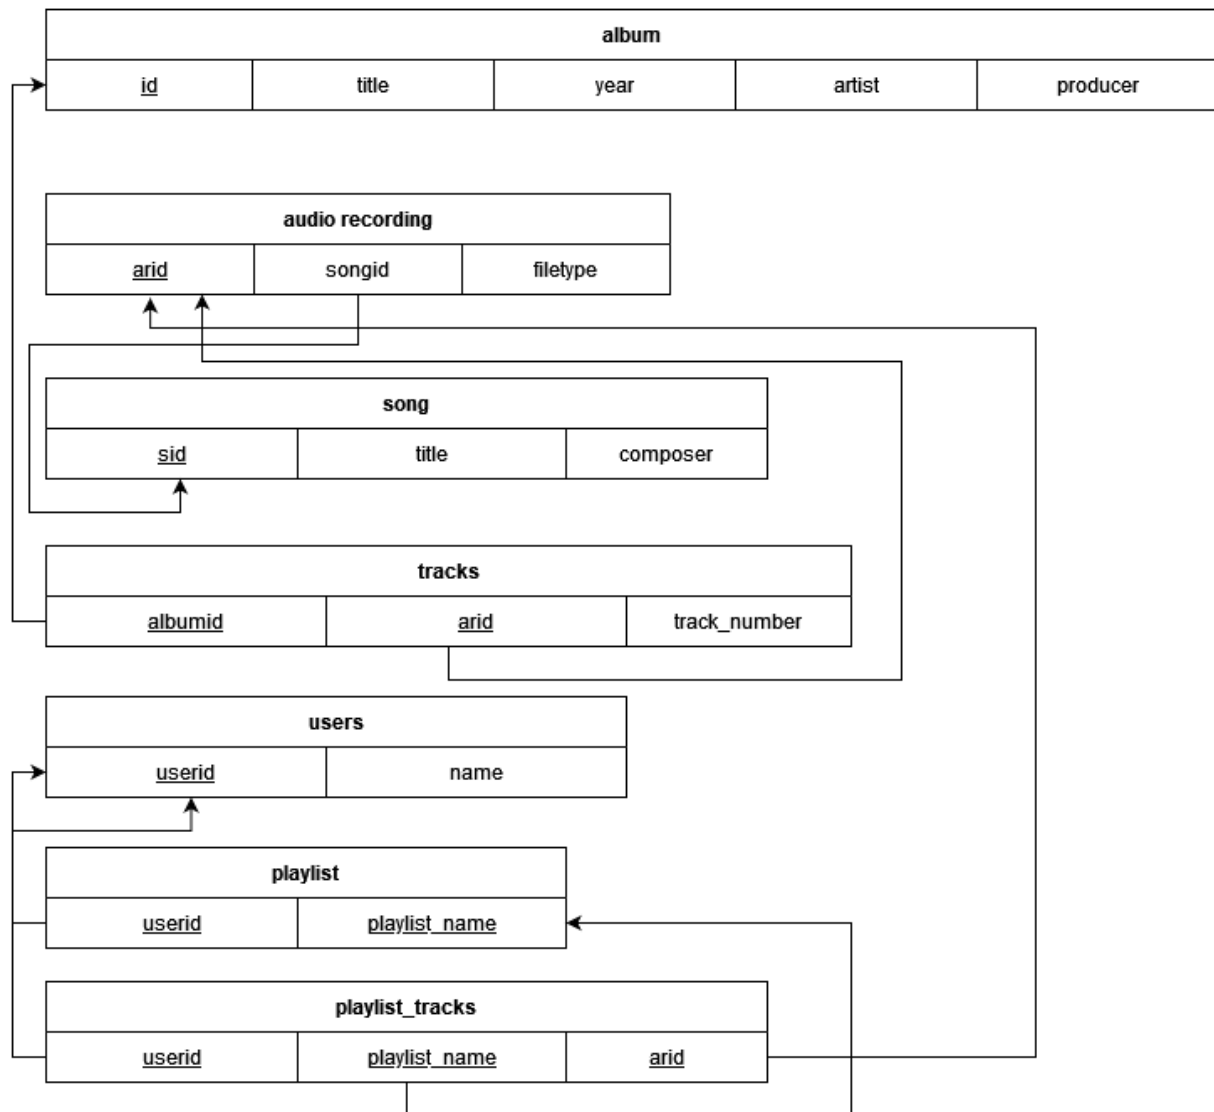 album
id title year artist producer
audio recording
arid songid filetype
song
sid title composer
tracks
albumid arid track_number
users
userid name
playlist
userid playlist_name
playlist_tracks
userid playlist_name arid